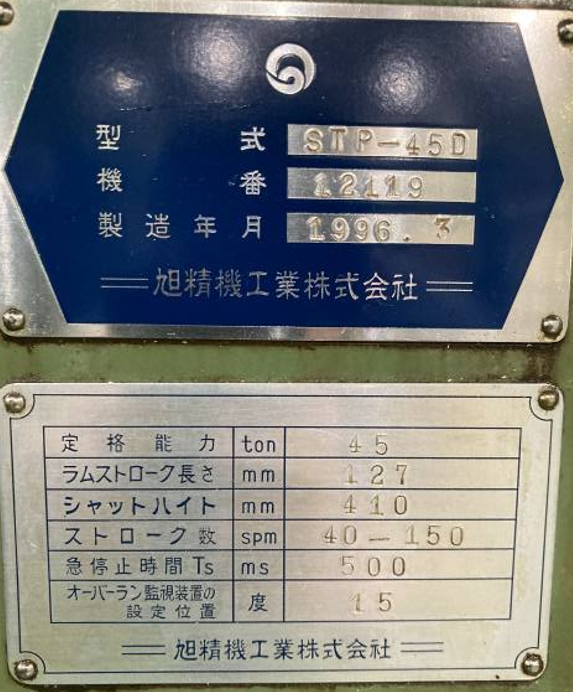 型式 STP-45D
機番 12119
製造年月 1996.3
旭精機工業株式会社
定格能力 ton 45
ラムストローク長さ mm 127
シャットハイト mm 410
ストローク数 spm 40-150
急停止時間Ts ms 500
オーバーラン監視装置の
設定位置 度 15
旭精機工業株式会社